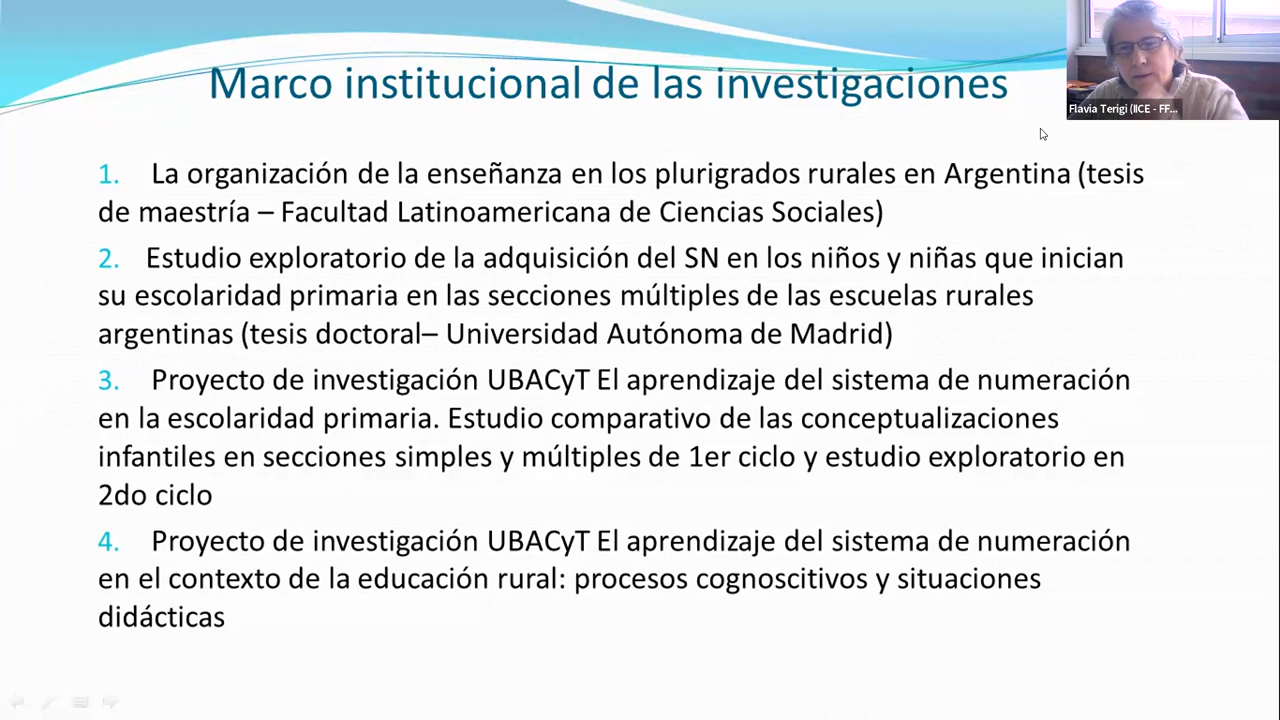 Marco institucional de las investigaciones
Flavia Terigi (IICE - FF...
1. La organización de la enseñanza en los plurigrados rurales en Argentina (tesis
de maestría – Facultad Latinoamericana de Ciencias Sociales)
2. Estudio exploratorio de la adquisición del SN en los niños y niñas que inician
su escolaridad primaria en las secciones múltiples de las escuelas rurales
argentinas (tesis doctoral– Universidad Autónoma de Madrid)
3. Proyecto de investigación UBACyT El aprendizaje del sistema de numeración
en la escolaridad primaria. Estudio comparativo de las conceptualizaciones
infantiles en secciones simples y múltiples de 1er ciclo y estudio exploratorio en
2do ciclo
4. Proyecto de investigación UBACyT El aprendizaje del sistema de numeración
en el contexto de la educación rural: procesos cognoscitivos y situaciones
didácticas